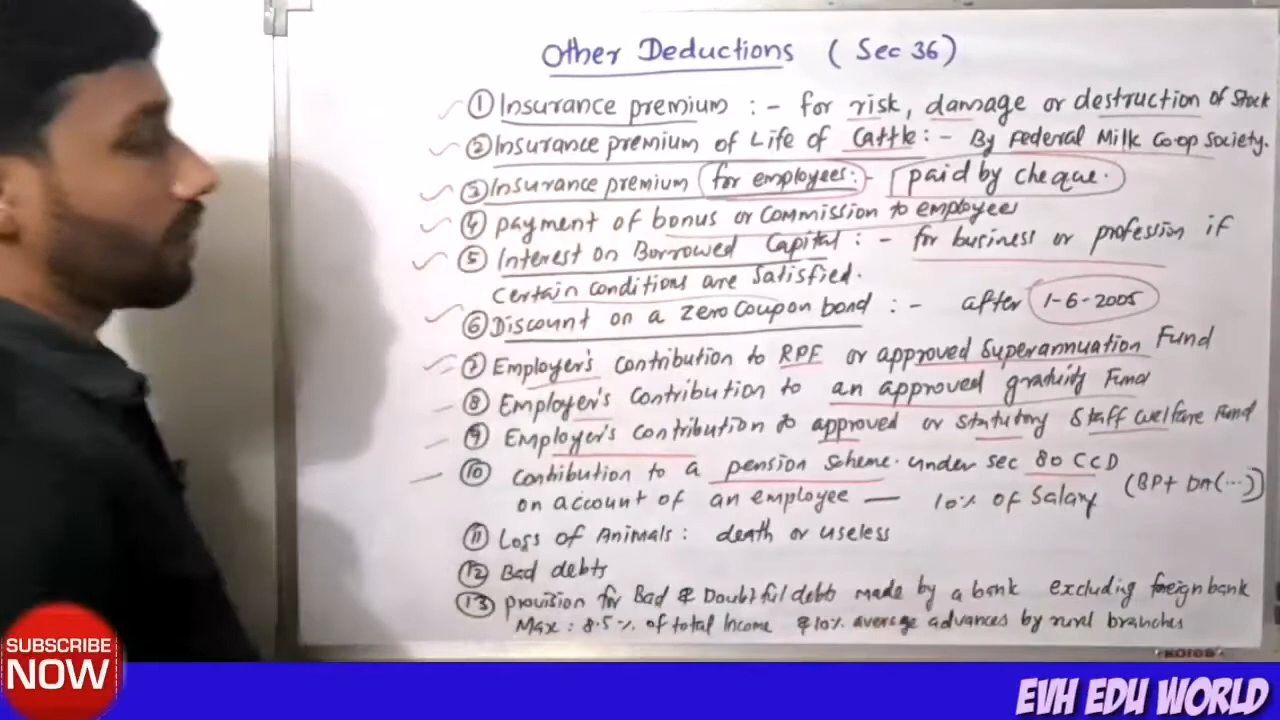 Other Deductions ( Sec 36)
① Insurance premium :- for risk, damage or destruction of Stock
② Insurance premium of Life of Cattle :- By Federal Milk Co-op Society.
③ Insurance premium for employees :- paid by cheque.
④ payment of bonus or Commission to employees
⑤ Interest on Borrowed Capital :- for business or profession if
Certain conditions are Satisfied.
⑥ Discount on a Zero Coupon bond :- after 1-6-2005
⑦ Employer's contribution to RPF or approved Superannuation Fund
⑧ Employer's Contribution to an approved gratuity Fund
⑨ Employer's contribution to approved or statutory Staff welfare Fund
⑩ Contribution to a pension Scheme. under sec 80 CCD
on account of an employee — 10% of Salary (BP+ DA(...))
⑪ Loss of Animals : death or useless
⑫ Bad debts
⑬ provision for Bad & Doubtful debts made by a bank excluding foreign bank
Max : 8.5% of total Income & 10% average advances by rural branches
SUBSCRIBE
NOW
EVH EDU WORLD